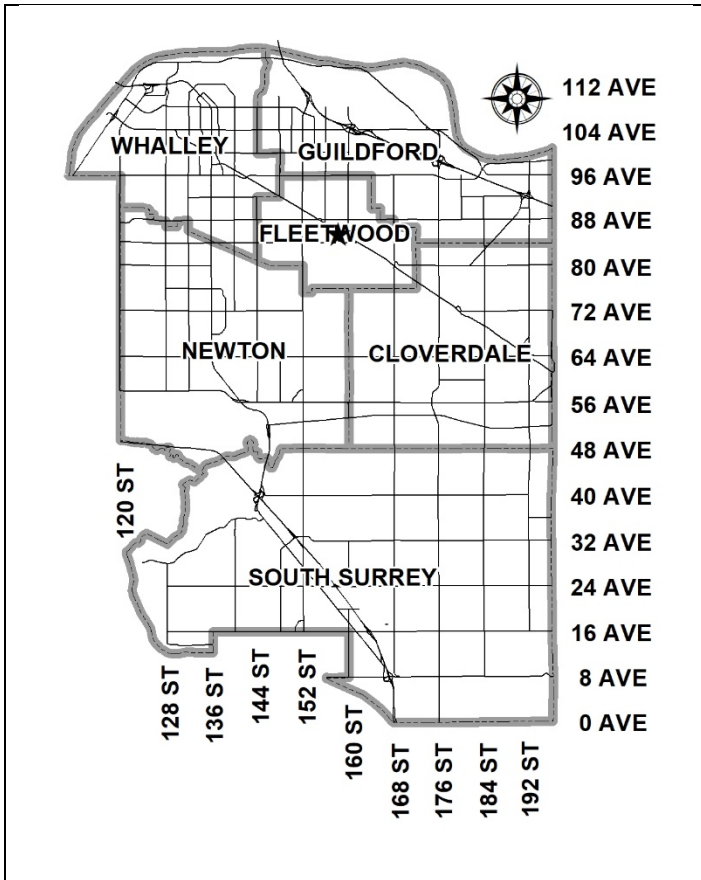 112 AVE
104 AVE
WHALLEY
GUILDFORD
96 AVE
88 AVE
FLEETWOOD
80 AVE
72 AVE
NEWTON
CLOVERDALE
64 AVE
56 AVE
48 AVE
120 ST
40 AVE
32 AVE
SOUTH SURREY
24 AVE
16 AVE
128 ST
136 ST
144 ST
152 ST
8 AVE
160 ST
0 AVE
168 ST
176 ST
184 ST
192 ST